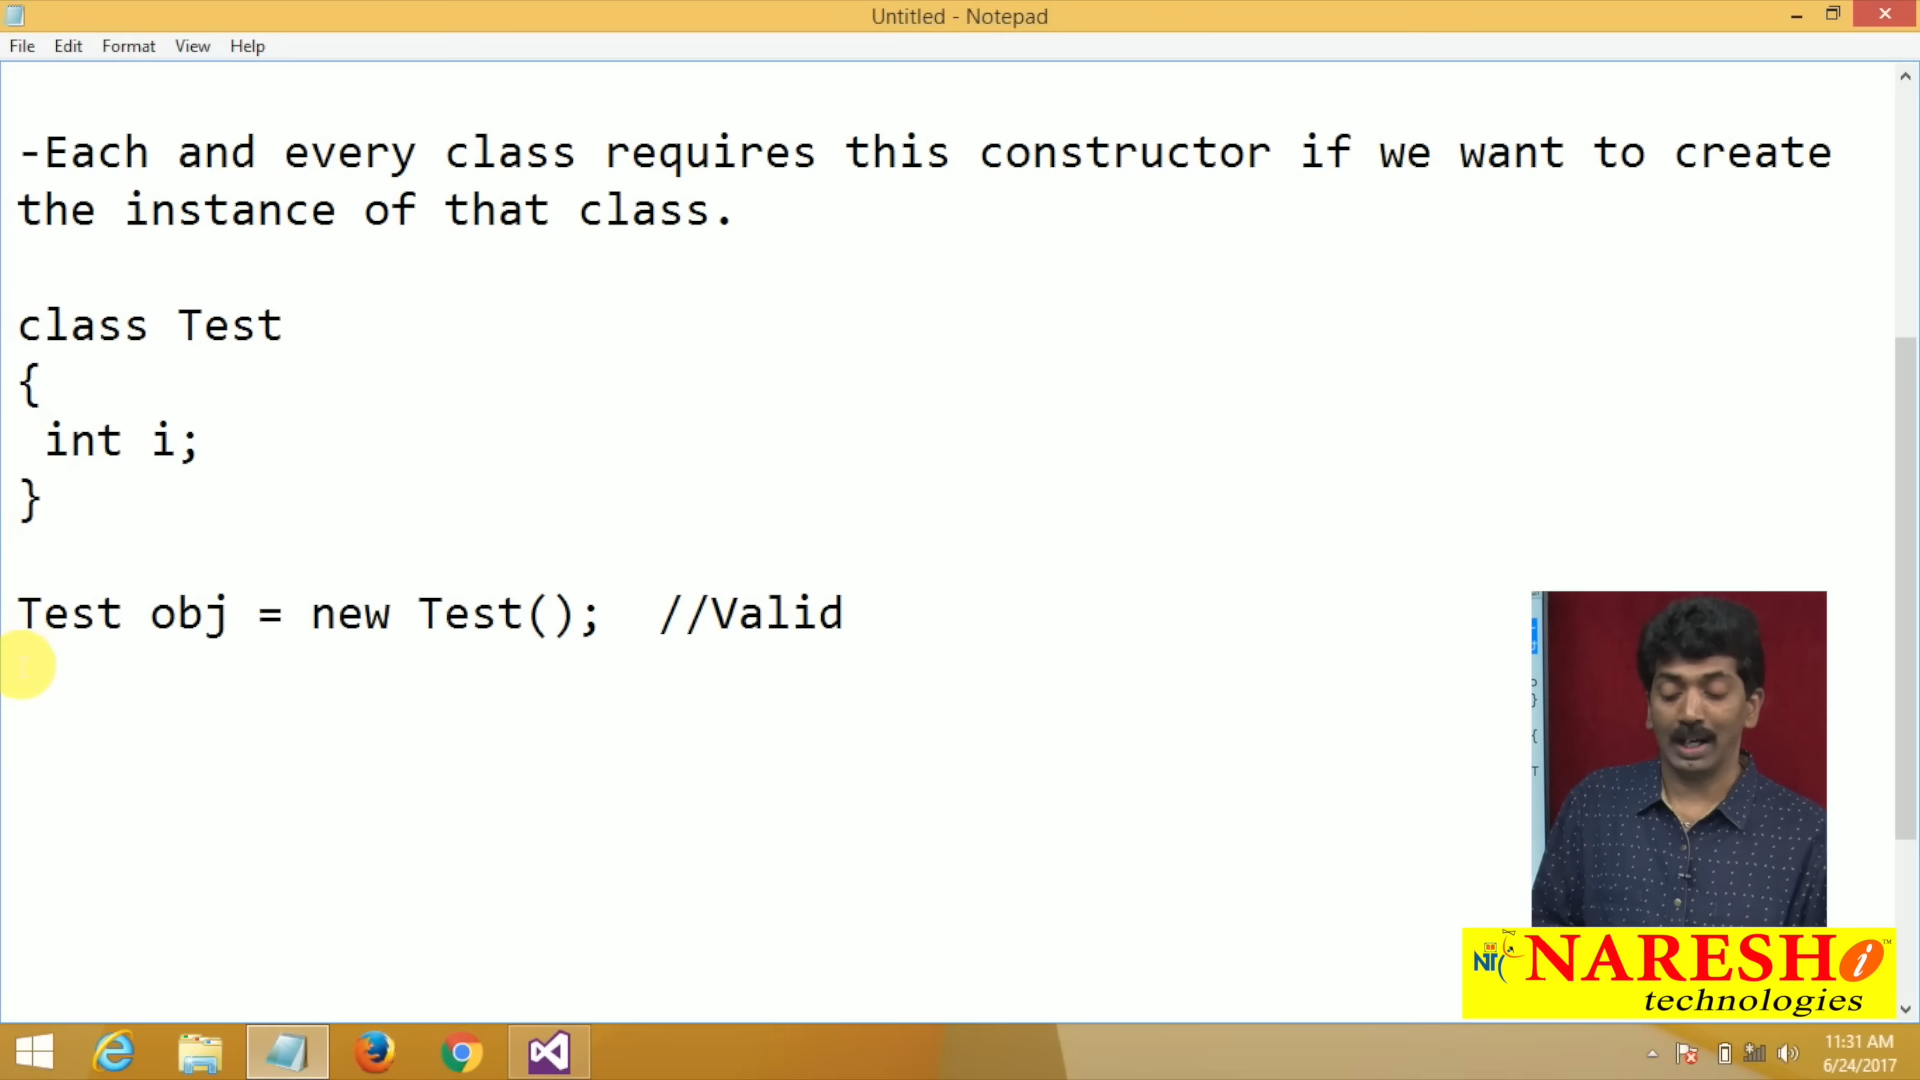 Untitled - Notepad
File Edit Format View Help
-Each and every class requires this constructor if we want to create
the instance of that class.
class Test
{
int i;
}
Test obj = new Test();  //Valid
}
{
T
NTC NARESH i ™
technologies
11:31 AM
6/24/2017